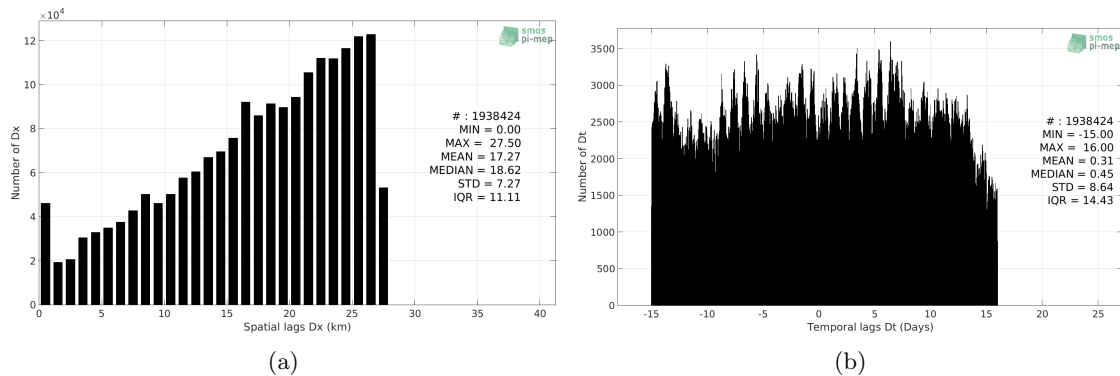 ×10⁴
12
10
8
6
4
2
0
0 5 10 15 20 25 30 35 40
Number of Dx
Spatial lags Dx (km)
smos
pi-mep
# : 1938424
MIN = 0.00
MAX = 27.50
MEAN = 17.27
MEDIAN = 18.62
STD = 7.27
IQR = 11.11
(a)
3500
3000
2500
2000
1500
1000
500
0
-15 -10 -5 0 5 10 15 20 25
Number of Dt
Temporal lags Dt (Days)
smos
pi-mep
# : 1938424
MIN = -15.00
MAX = 16.00
MEAN = 0.31
MEDIAN = 0.45
STD = 8.64
IQR = 14.43
(b)